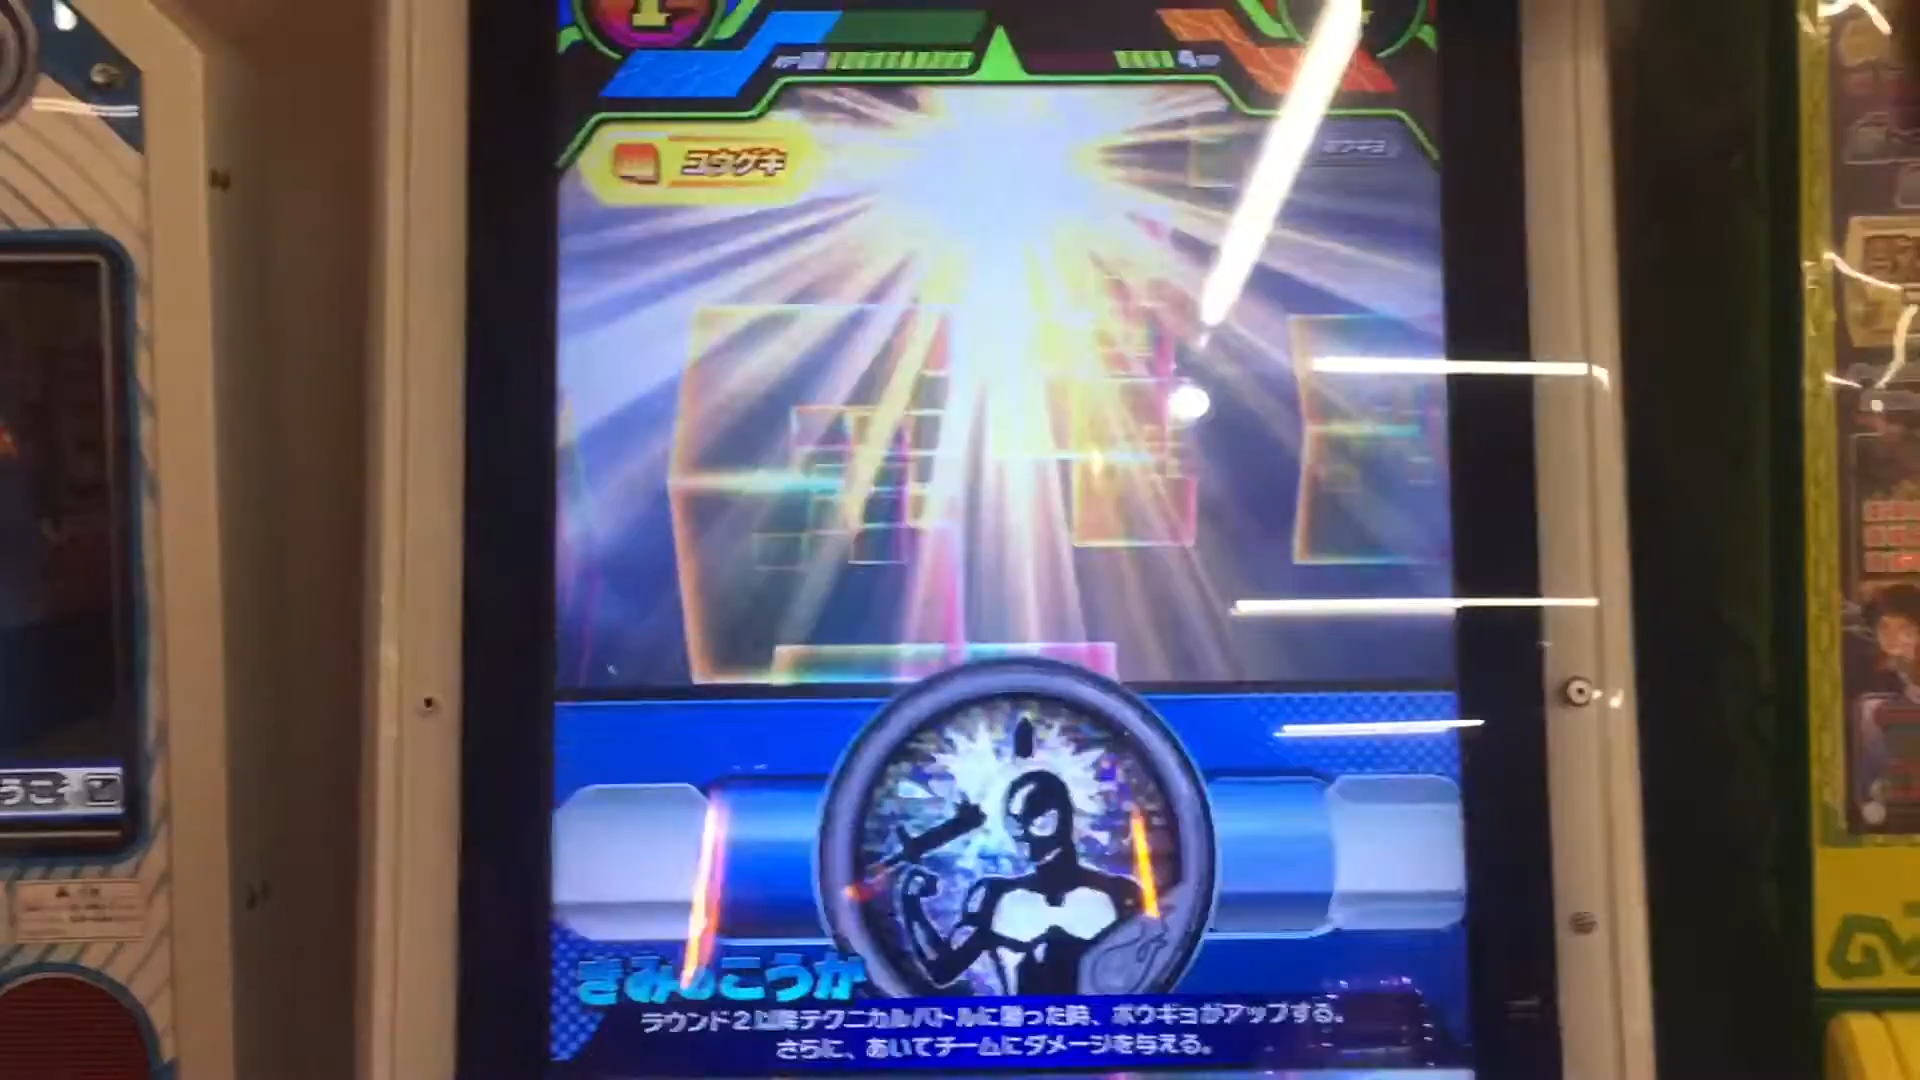 コウゲキ
ボウギョ
きみのこうか
ラウンド2以降テクニカルバトルに勝った時、ボウギョがアップする。
さらに、あいてチームにダメージを与える。